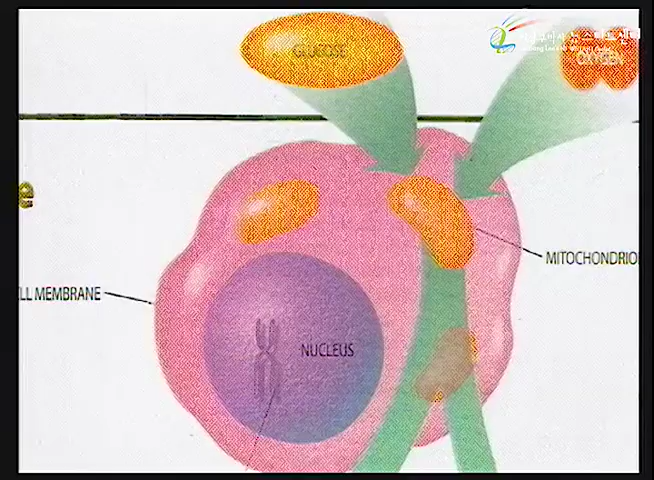 GLUCOSE
OXYGEN
e
MITOCHONDRIO
LL MEMBRANE
NUCLEUS